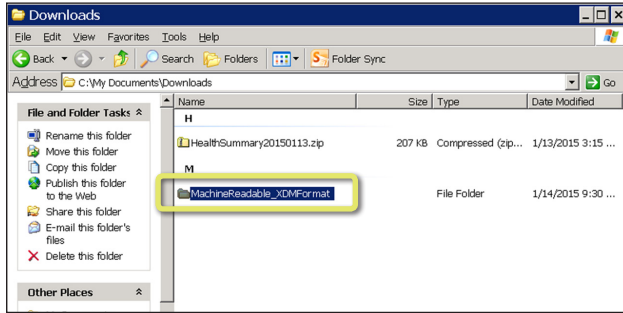 Downloads
File Edit View Favorites Tools Help
Back Search Folders Folder Sync
Address C:\My Documents\Downloads Go
File and Folder Tasks
Rename this folder
Move this folder
Copy this folder
Publish this folder
to the Web
Share this folder
E-mail this folder's
files
Delete this folder
Other Places
Name Size Type Date Modified
H
HealthSummary20150113.zip 207 KB Compressed (zip... 1/13/2015 3:15 ...
M
MachineReadable_XDMFormat File Folder 1/14/2015 9:30 ...